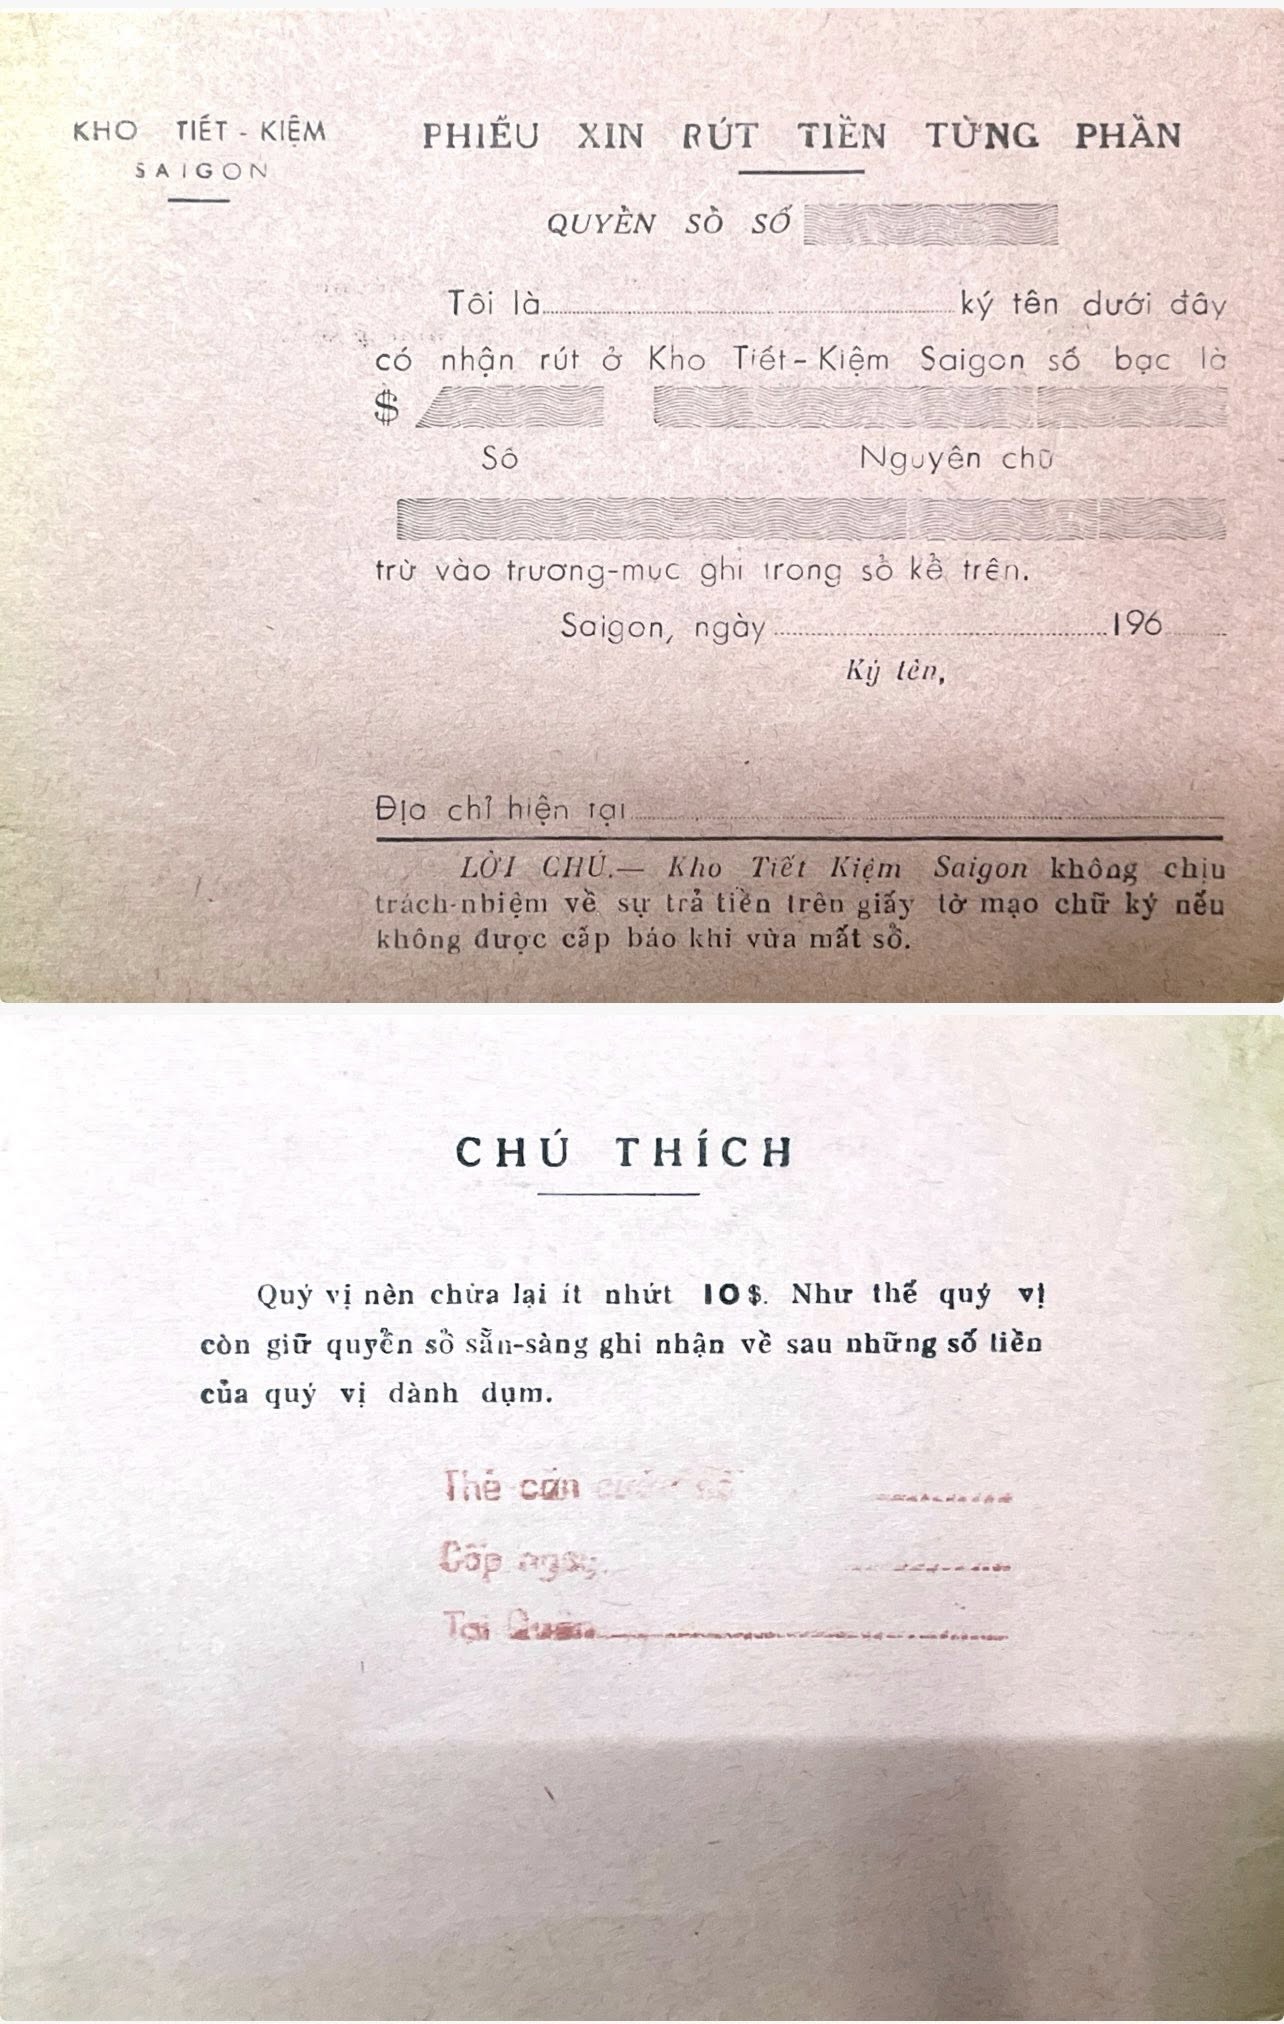 KHO TIẾT - KIỆM
SAIGON
PHIẾU XIN RÚT TIỀN TỪNG PHẦN
QUYỂN SỔ SỐ
Tôi là ký tên dưới đây
có nhận rút ở Kho Tiết-Kiệm Saigon số bạc là
$
Số Nguyên chữ
trừ vào trương-mục ghi trong sổ kể trên.
Saigon, ngày 196
Ký tên,
Địa chỉ hiện tại
LỜI CHÚ.— Kho Tiết Kiệm Saigon không chịu
trách-nhiệm về sự trả tiền trên giấy tờ mạo chữ ký nếu
không được cấp báo khi vừa mất sổ.
CHÚ THÍCH
Quý vị nên chừa lại ít nhứt 10$. Như thế quý vị
còn giữ quyển sổ sẵn-sàng ghi nhận về sau những số tiền
của quý vị dành dụm.
Thẻ căn cước số
Cấp ngày
Tại Quận